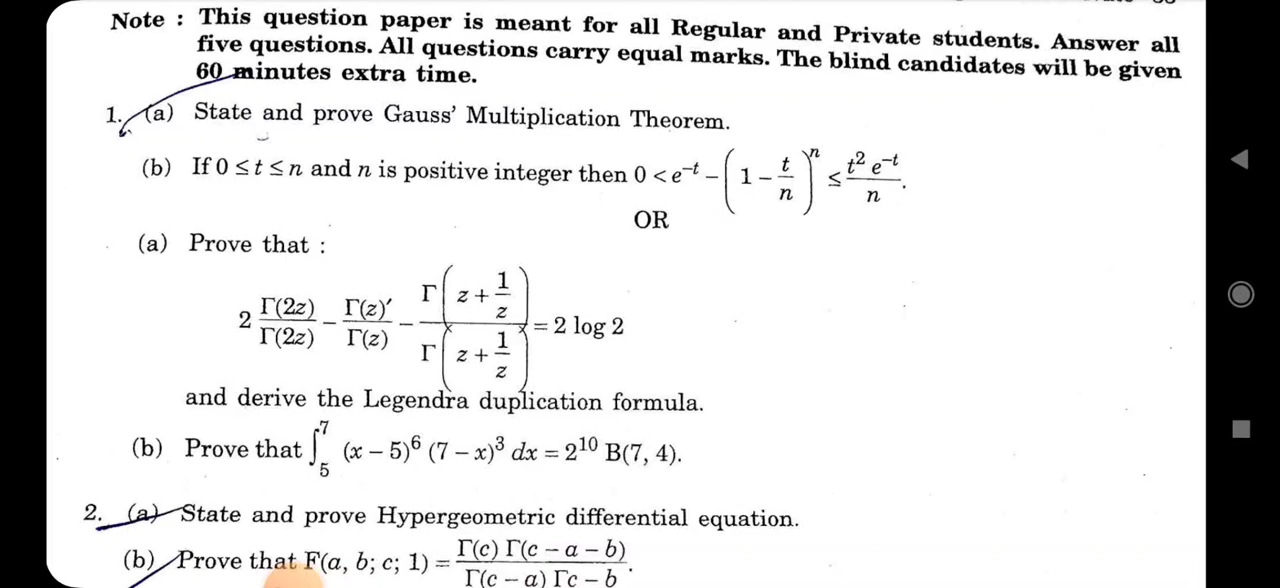 Note : This question paper is meant for all Regular and Private students. Answer all
five questions. All questions carry equal marks. The blind candidates will be given
60 minutes extra time.
1. (a) State and prove Gauss' Multiplication Theorem.
(b) If 0 ≤ t ≤ n and n is positive integer then 0 < e^{-t} - (1 - t/n)^n ≤ t^2 e^{-t}/n.
OR
(a) Prove that :
2 Γ(2z)/Γ(2z) - Γ(z)′/Γ(z) - Γ(z + 1/z)/Γ(z + 1/z) = 2 log 2
and derive the Legendra duplication formula.
(b) Prove that ∫_5^7 (x - 5)^6 (7 - x)^3 dx = 2^{10} B(7, 4).
2. (a) State and prove Hypergeometric differential equation.
(b) Prove that F(a, b; c; 1) = Γ(c) Γ(c - a - b)/Γ(c - a) Γc - b.